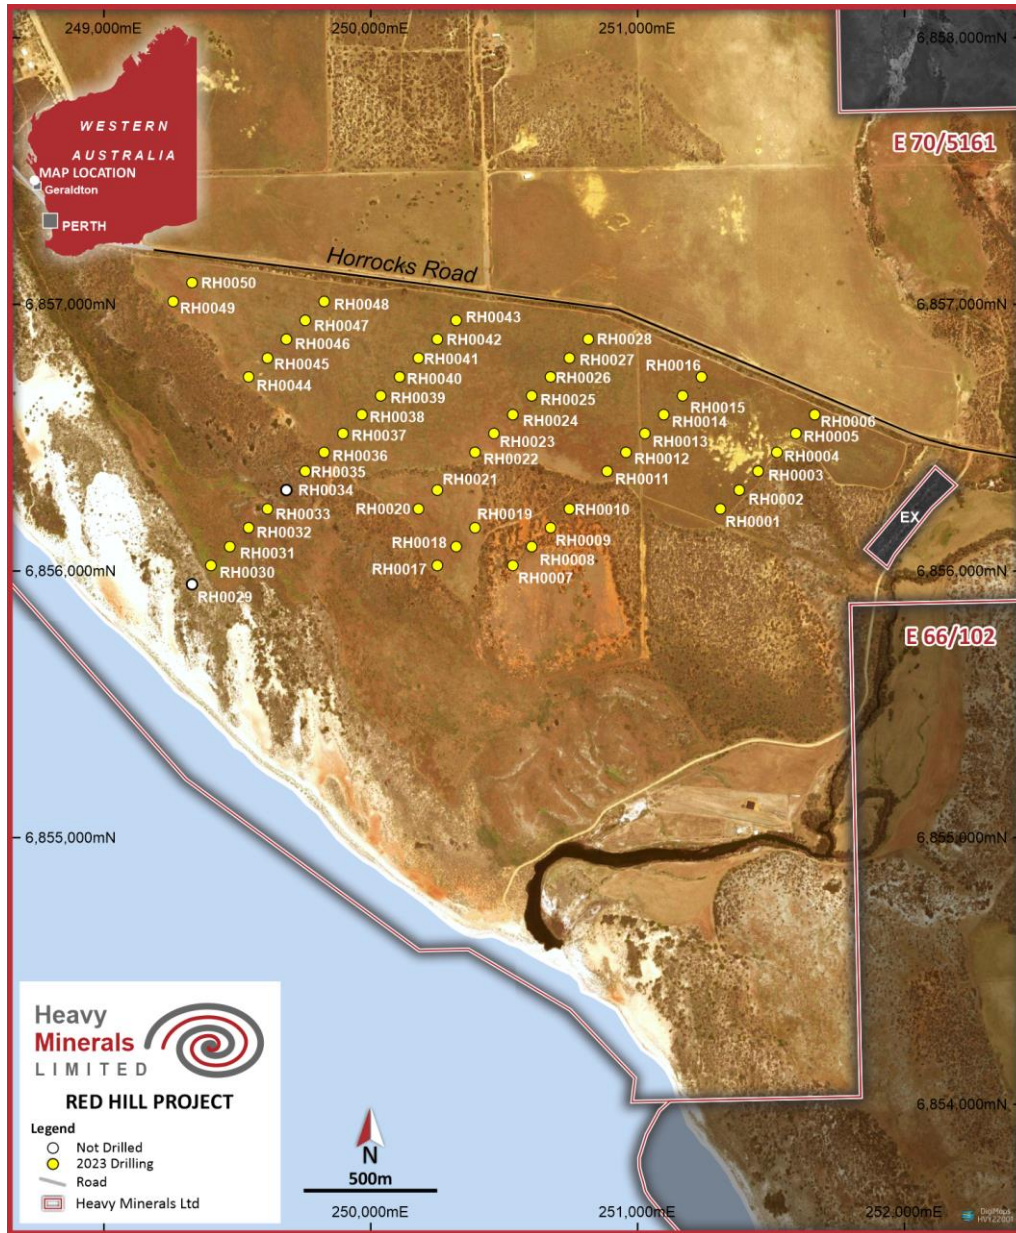 249,000mE
250,000mE
251,000mE
6,858,000mN
WESTERN
AUSTRALIA
MAP LOCATION
Geraldton
PERTH
E 70/5161
Horrocks Road
6,857,000mN
6,857,000mN
RH0050
RH0049
RH0048
RH0047
RH0046
RH0045
RH0044
RH0043
RH0042
RH0041
RH0040
RH0039
RH0038
RH0037
RH0036
RH0035
RH0034
RH0033
RH0032
RH0031
RH0030
RH0029
RH0028
RH0027
RH0026
RH0025
RH0024
RH0023
RH0022
RH0021
RH0020
RH0019
RH0018
RH0017
RH0016
RH0015
RH0014
RH0013
RH0012
RH0011
RH0010
RH0009
RH0008
RH0007
RH0006
RH0005
RH0004
RH0003
RH0002
RH0001
EX
6,856,000mN
6,856,000mN
E 66/102
6,855,000mN
6,855,000mN
6,854,000mN
Heavy
Minerals
LIMITED
RED HILL PROJECT
Legend
Not Drilled
2023 Drilling
Road
Heavy Minerals Ltd
N
500m
250,000mE
251,000mE
252,000mE
DigMaps
HV122001